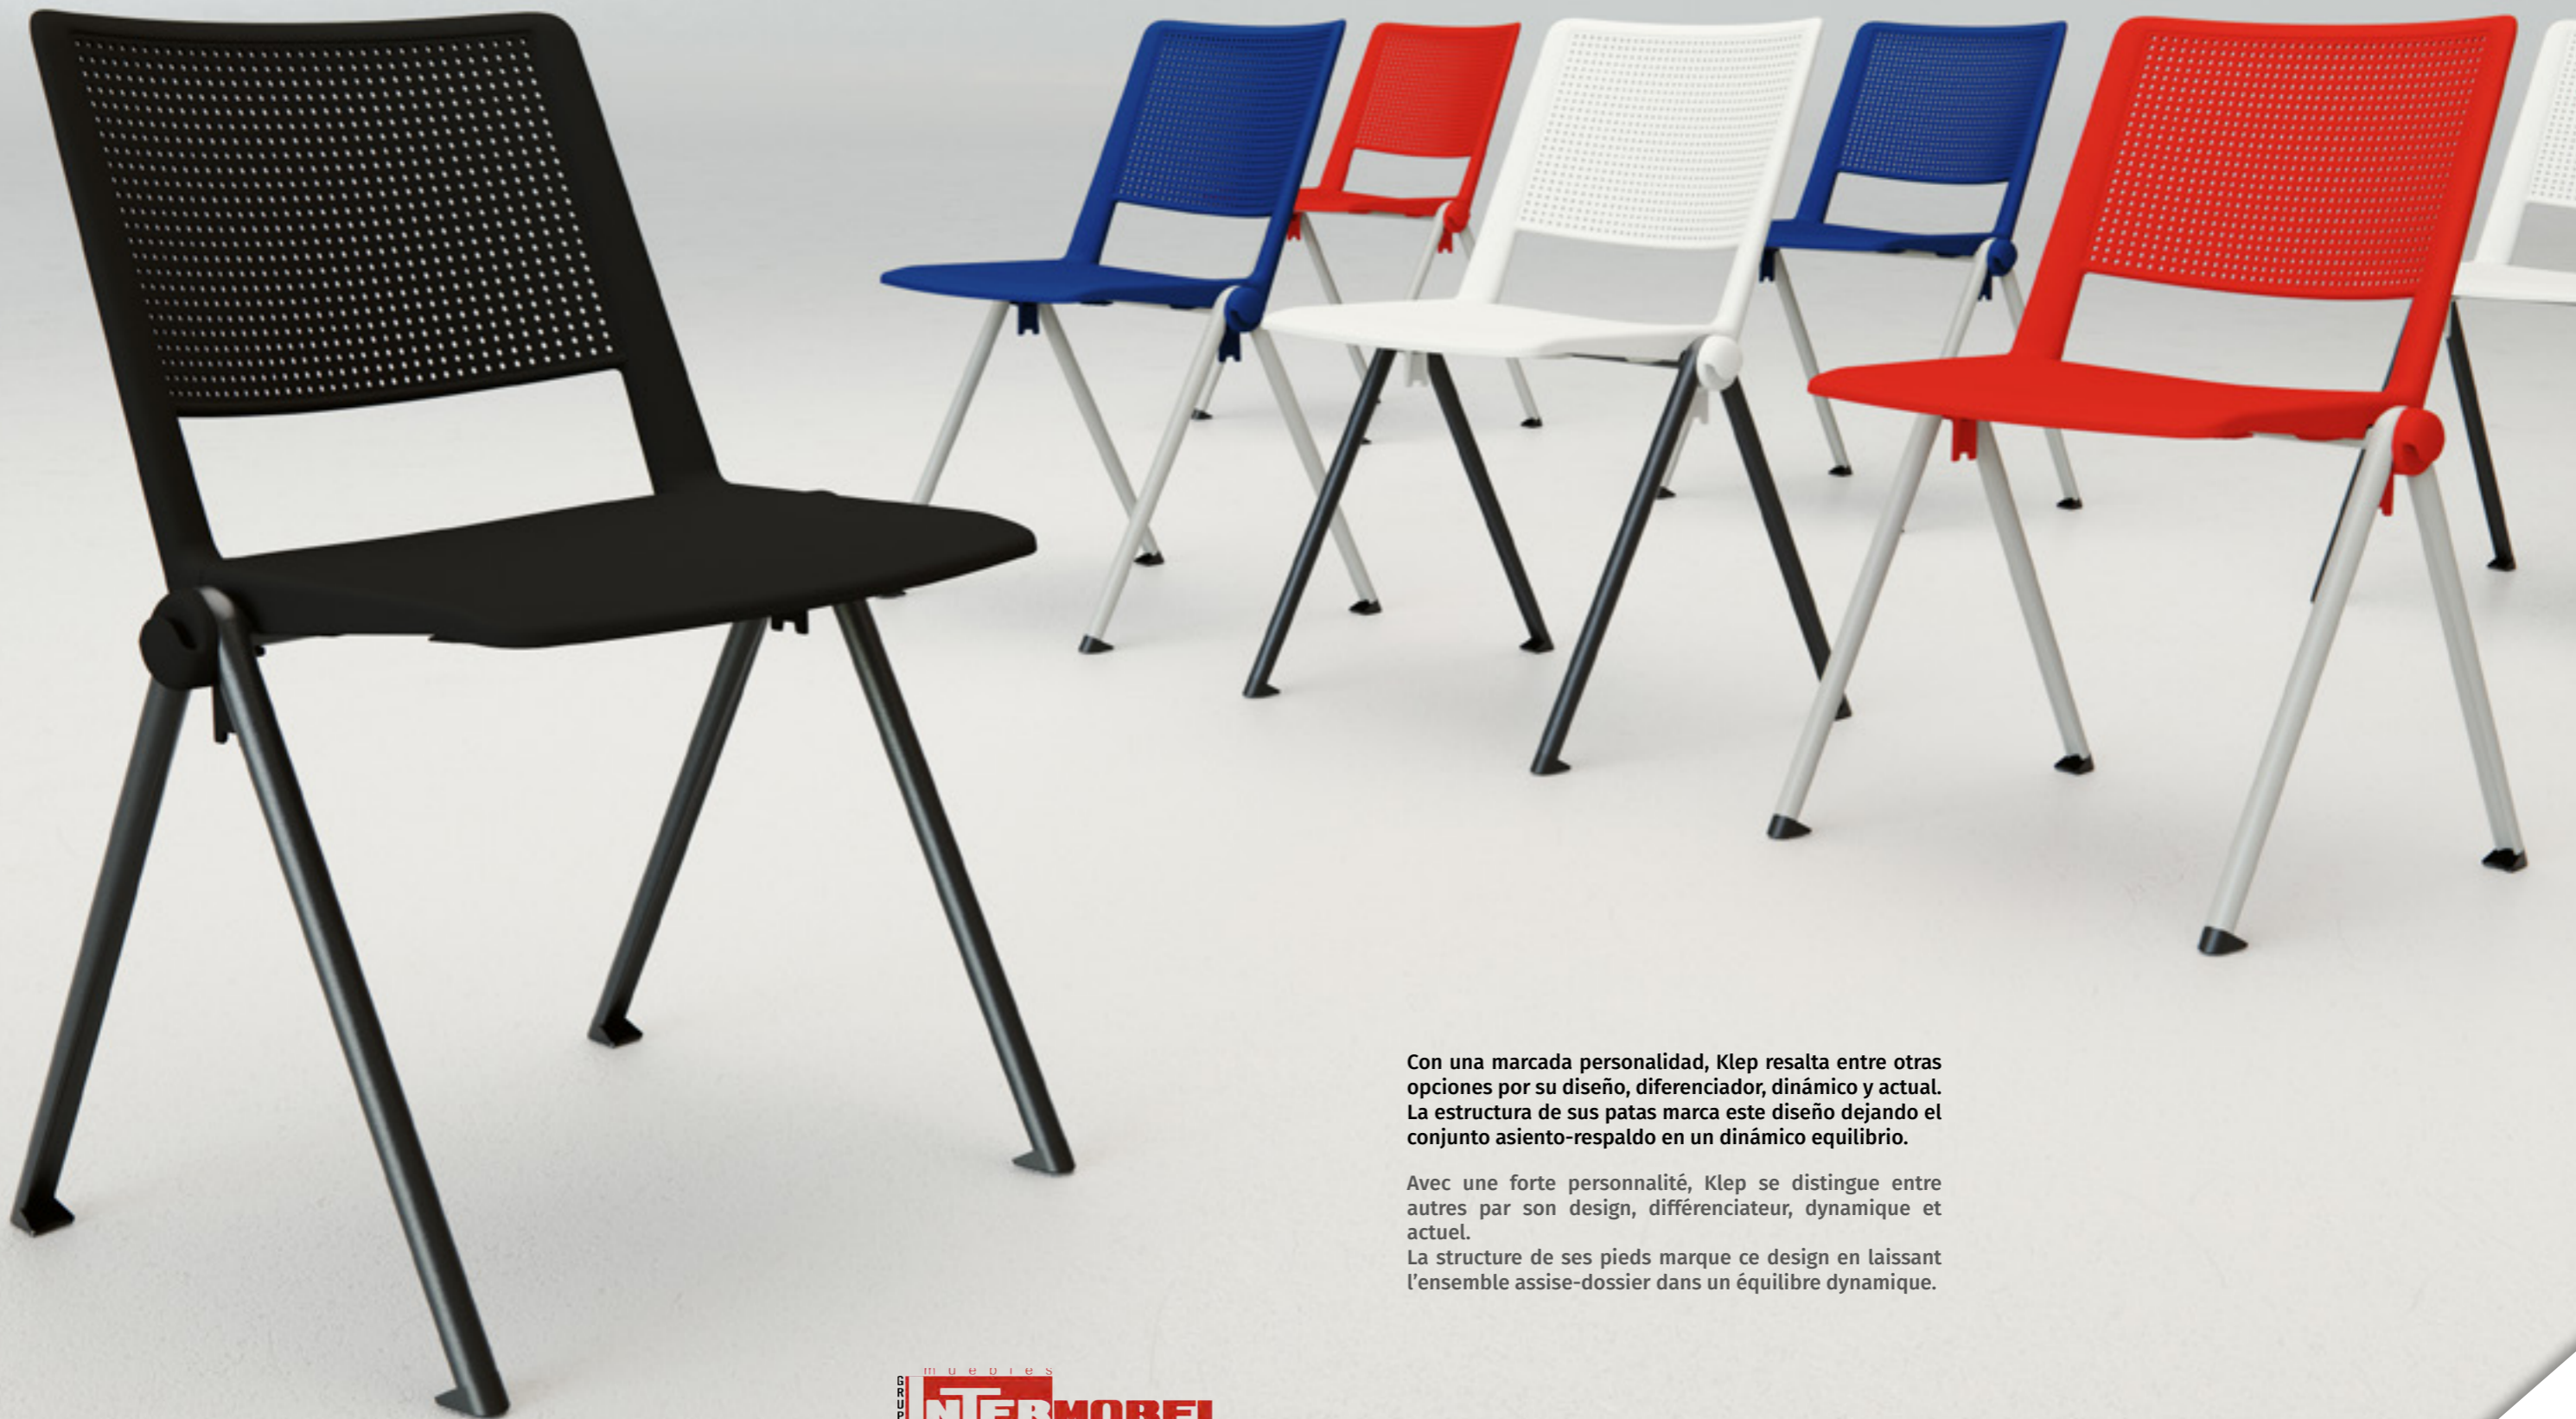 Con una marcada personalidad, Klep resalta entre otras
opciones por su diseño, diferenciador, dinámico y actual.
La estructura de sus patas marca este diseño dejando el
conjunto asiento-respaldo en un dinámico equilibrio.
Avec une forte personnalité, Klep se distingue entre
autres par son design, différenciateur, dynamique et
actuel.
La structure de ses pieds marque ce design en laissant
l'ensemble assise-dossier dans un équilibre dynamique.
muebles
GRUP
INTERMOBEL